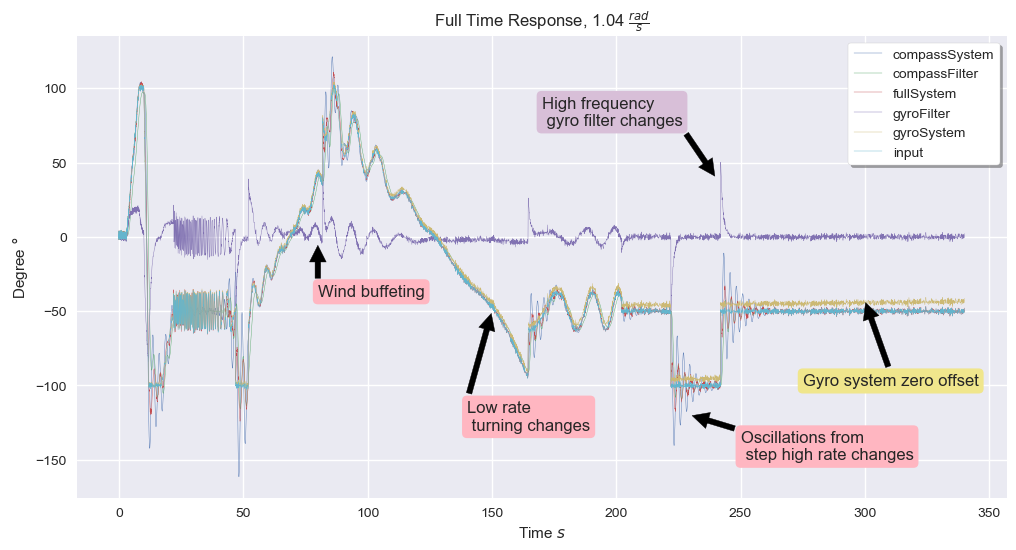 Full Time Response, 1.04 rad/s
compassSystem
compassFilter
fullSystem
gyroFilter
gyroSystem
input
High frequency
gyro filter changes
Wind buffeting
Low rate
turning changes
Gyro system zero offset
Oscillations from
step high rate changes
Degree °
100
50
0
−50
−100
−150
0
50
100
150
200
250
300
350
Time s